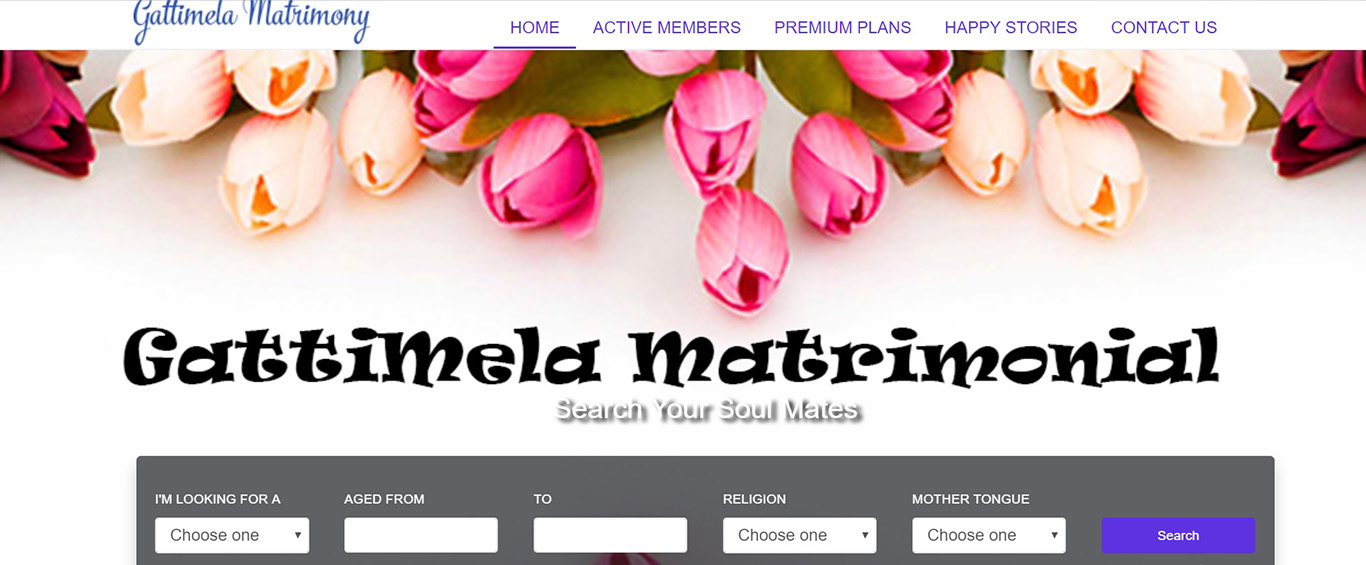 Gattimela Matrimony
HOME ACTIVE MEMBERS PREMIUM PLANS HAPPY STORIES CONTACT US
GattiMela Matrimonial
Search Your Soul Mates
I'M LOOKING FOR A AGED FROM TO RELIGION MOTHER TONGUE
Choose one Choose one Choose one Search